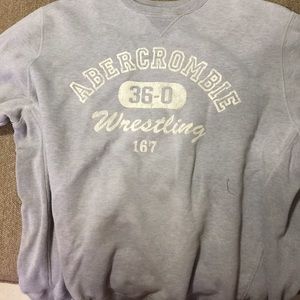 ABERCROMBIE
36-0
Wrestling
167